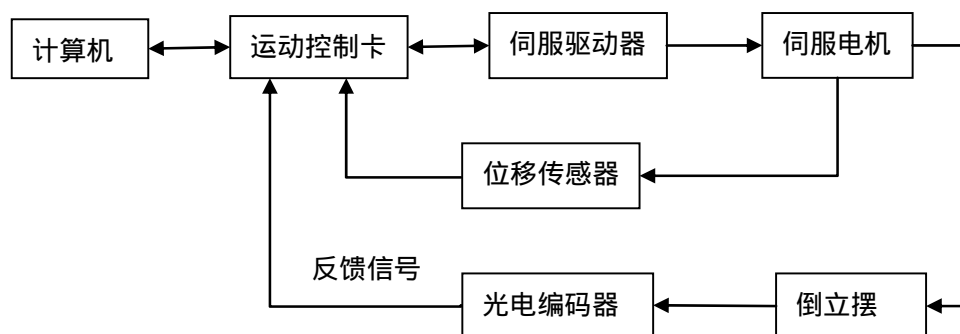 计算机
运动控制卡
伺服驱动器
伺服电机
位移传感器
反馈信号
光电编码器
倒立摆